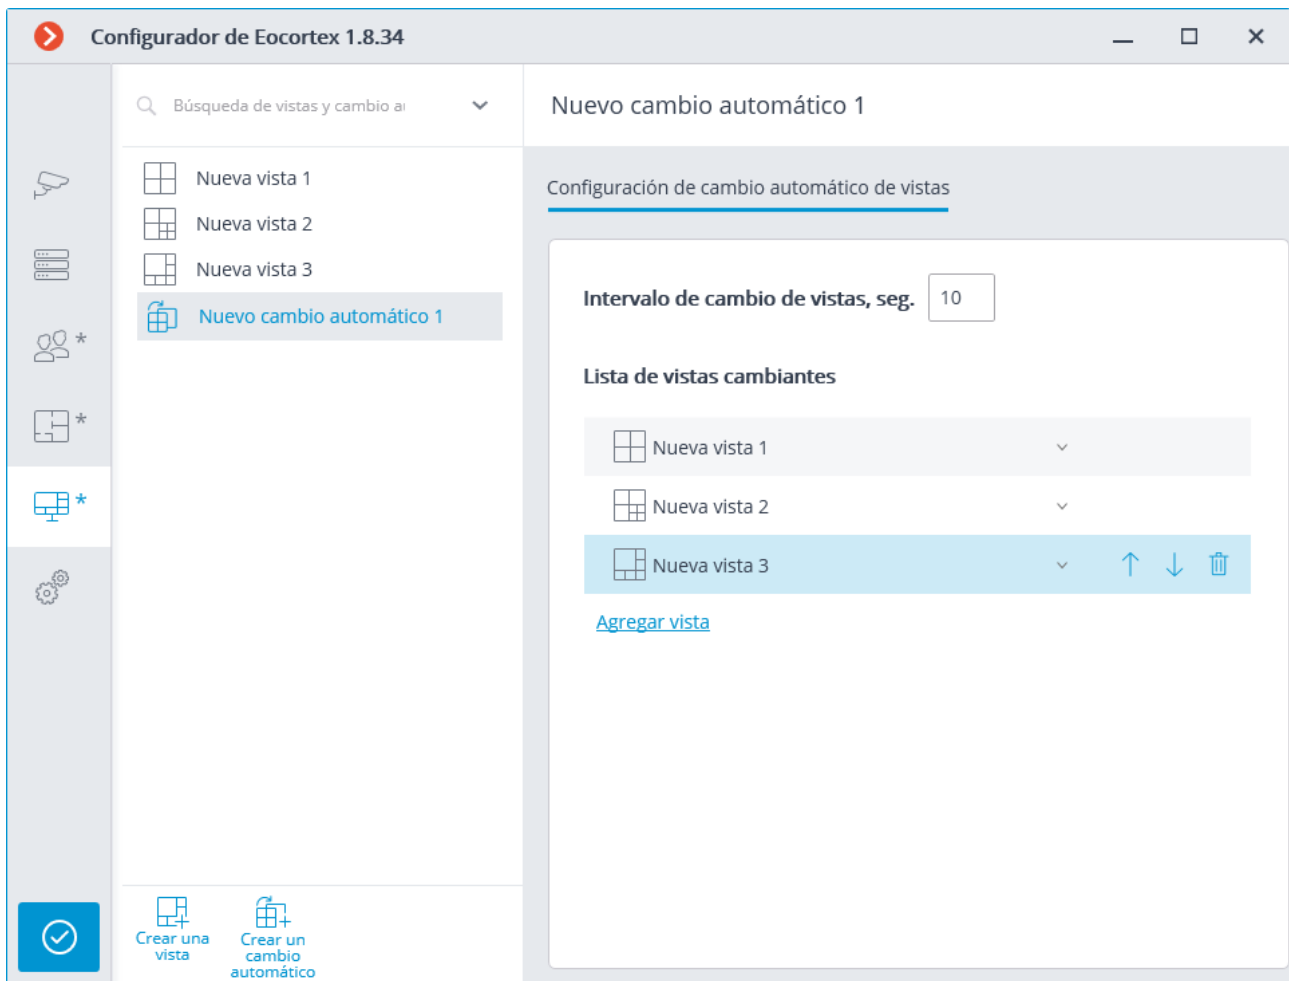 Configurador de Eocortex 1.8.34
Búsqueda de vistas y cambio a
Nueva vista 1
Nueva vista 2
Nueva vista 3
Nuevo cambio automático 1
*
*
*
Crear una
vista
Crear un
cambio
automático
Nuevo cambio automático 1
Configuración de cambio automático de vistas
Intervalo de cambio de vistas, seg. 10
Lista de vistas cambiantes
Nueva vista 1
Nueva vista 2
Nueva vista 3
Agregar vista